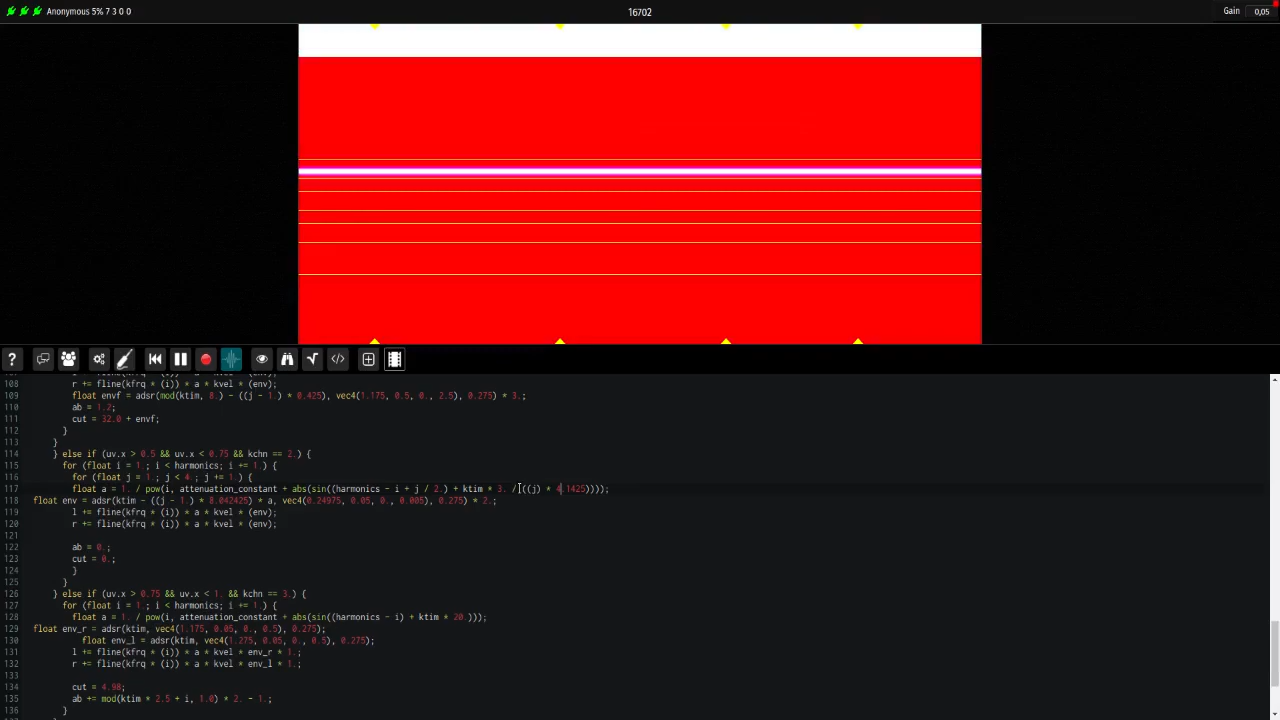 Anonymous 5% 7 3 0 0
16702
Gain 0,05
108 r += fline(kfrq * (i)) * a * kvel * (env);
109 float envf = adsr(mod(ktim, 8.) - ((j - 1.) * 0.425), vec4(1.175, 0.5, 0., 2.5), 0.275) * 3.;
110 ab = 1.2;
111 cut = 32.0 + envf;
112 }
113 }
114 } else if (uv.x > 0.5 && uv.x < 0.75 && kchn == 2.) {
115 for (float i = 1.; i < harmonics; i += 1.) {
116 for (float j = 1.; j < 4.; j += 1.) {
117 float a = 1. / pow(i, attenuation_constant + abs(sin((harmonics - i + j / 2.) + ktim * 3. /((j) * 4.1425))));
118 float env = adsr(ktim - ((j - 1.) * 8.042425) * a, vec4(0.24975, 0.05, 0., 0.005), 0.275) * 2.;
119 l += fline(kfrq * (i)) * a * kvel * (env);
120 r += fline(kfrq * (i)) * a * kvel * (env);
121
122 ab = 0.;
123 cut = 0.;
124 }
125 }
126 } else if (uv.x > 0.75 && uv.x < 1. && kchn == 3.) {
127 for (float i = 1.; i < harmonics; i += 1.) {
128 float a = 1. / pow(i, attenuation_constant + abs(sin((harmonics - i) + ktim * 20.)));
129 float env_r = adsr(ktim, vec4(1.175, 0.05, 0., 0.5), 0.275);
130 float env_l = adsr(ktim, vec4(1.275, 0.05, 0., 0.5), 0.275);
131 l += fline(kfrq * (i)) * a * kvel * env_r * 1.;
132 r += fline(kfrq * (i)) * a * kvel * env_l * 1.;
133
134 cut = 4.98;
135 ab += mod(ktim * 2.5 + i, 1.0) * 2. - 1.;
136 }